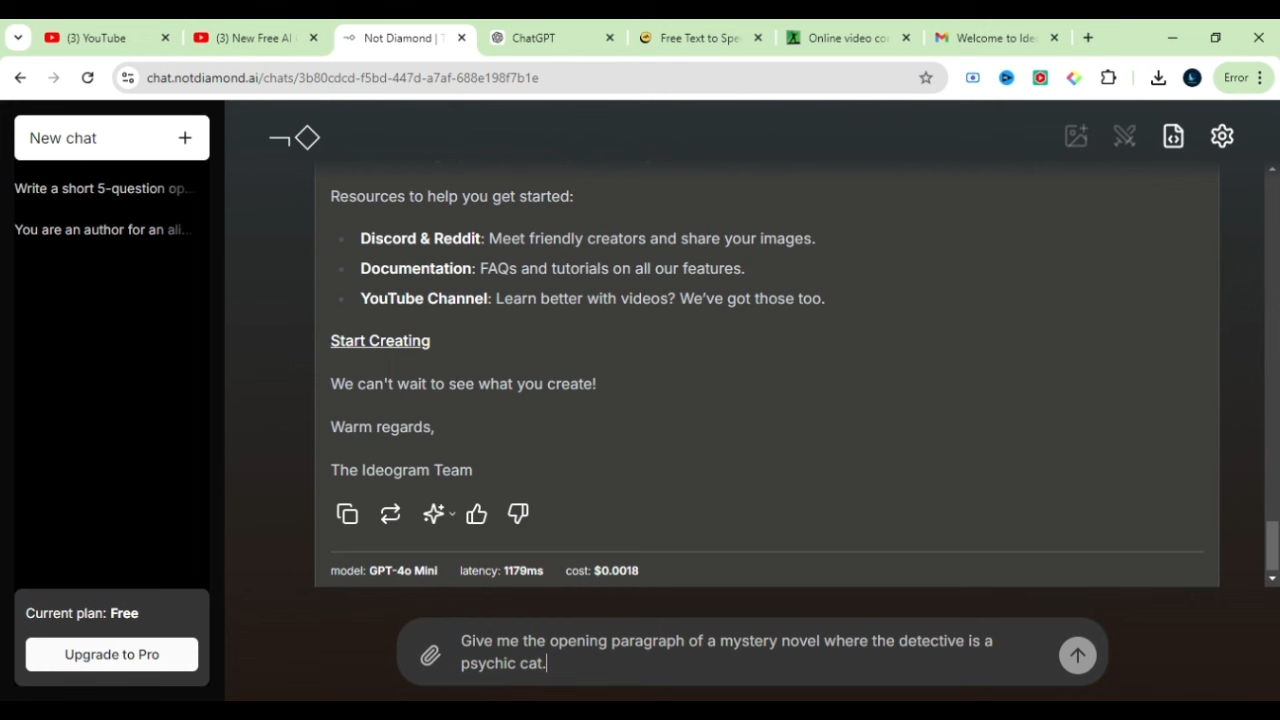 (3) YouTube
(3) New Free AI
Not Diamond | T
ChatGPT
Free Text to Spe
Online video co
Welcome to Ide
chat.notdiamond.ai/chats/3b80cdcd-f5bd-447d-a7af-688e198f7b1e
Error
New chat
Write a short 5-question op...
You are an author for an ali...
Resources to help you get started:
Discord & Reddit: Meet friendly creators and share your images.
Documentation: FAQs and tutorials on all our features.
YouTube Channel: Learn better with videos? We've got those too.
Start Creating
We can't wait to see what you create!
Warm regards,
The Ideogram Team
model: GPT-4o Mini latency: 1179ms cost: $0.0018
Current plan: Free
Upgrade to Pro
Give me the opening paragraph of a mystery novel where the detective is a
psychic cat.